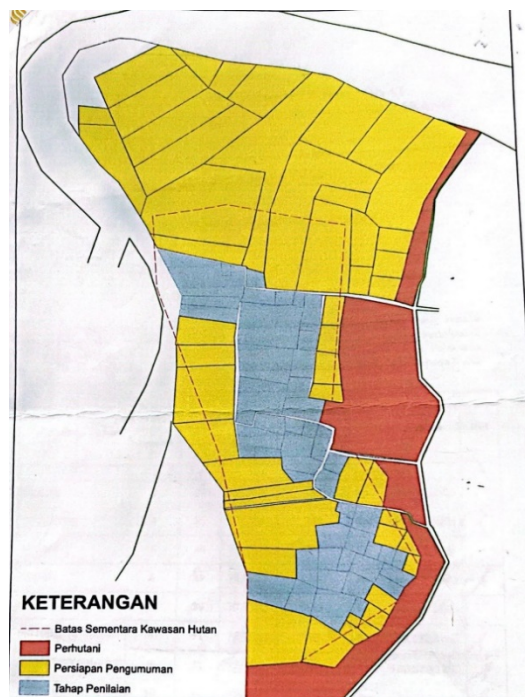 KETERANGAN
Batas Sementara Kawasan Hutan
Perhutani
Persiapan Pengumuman
Tahap Penilaian